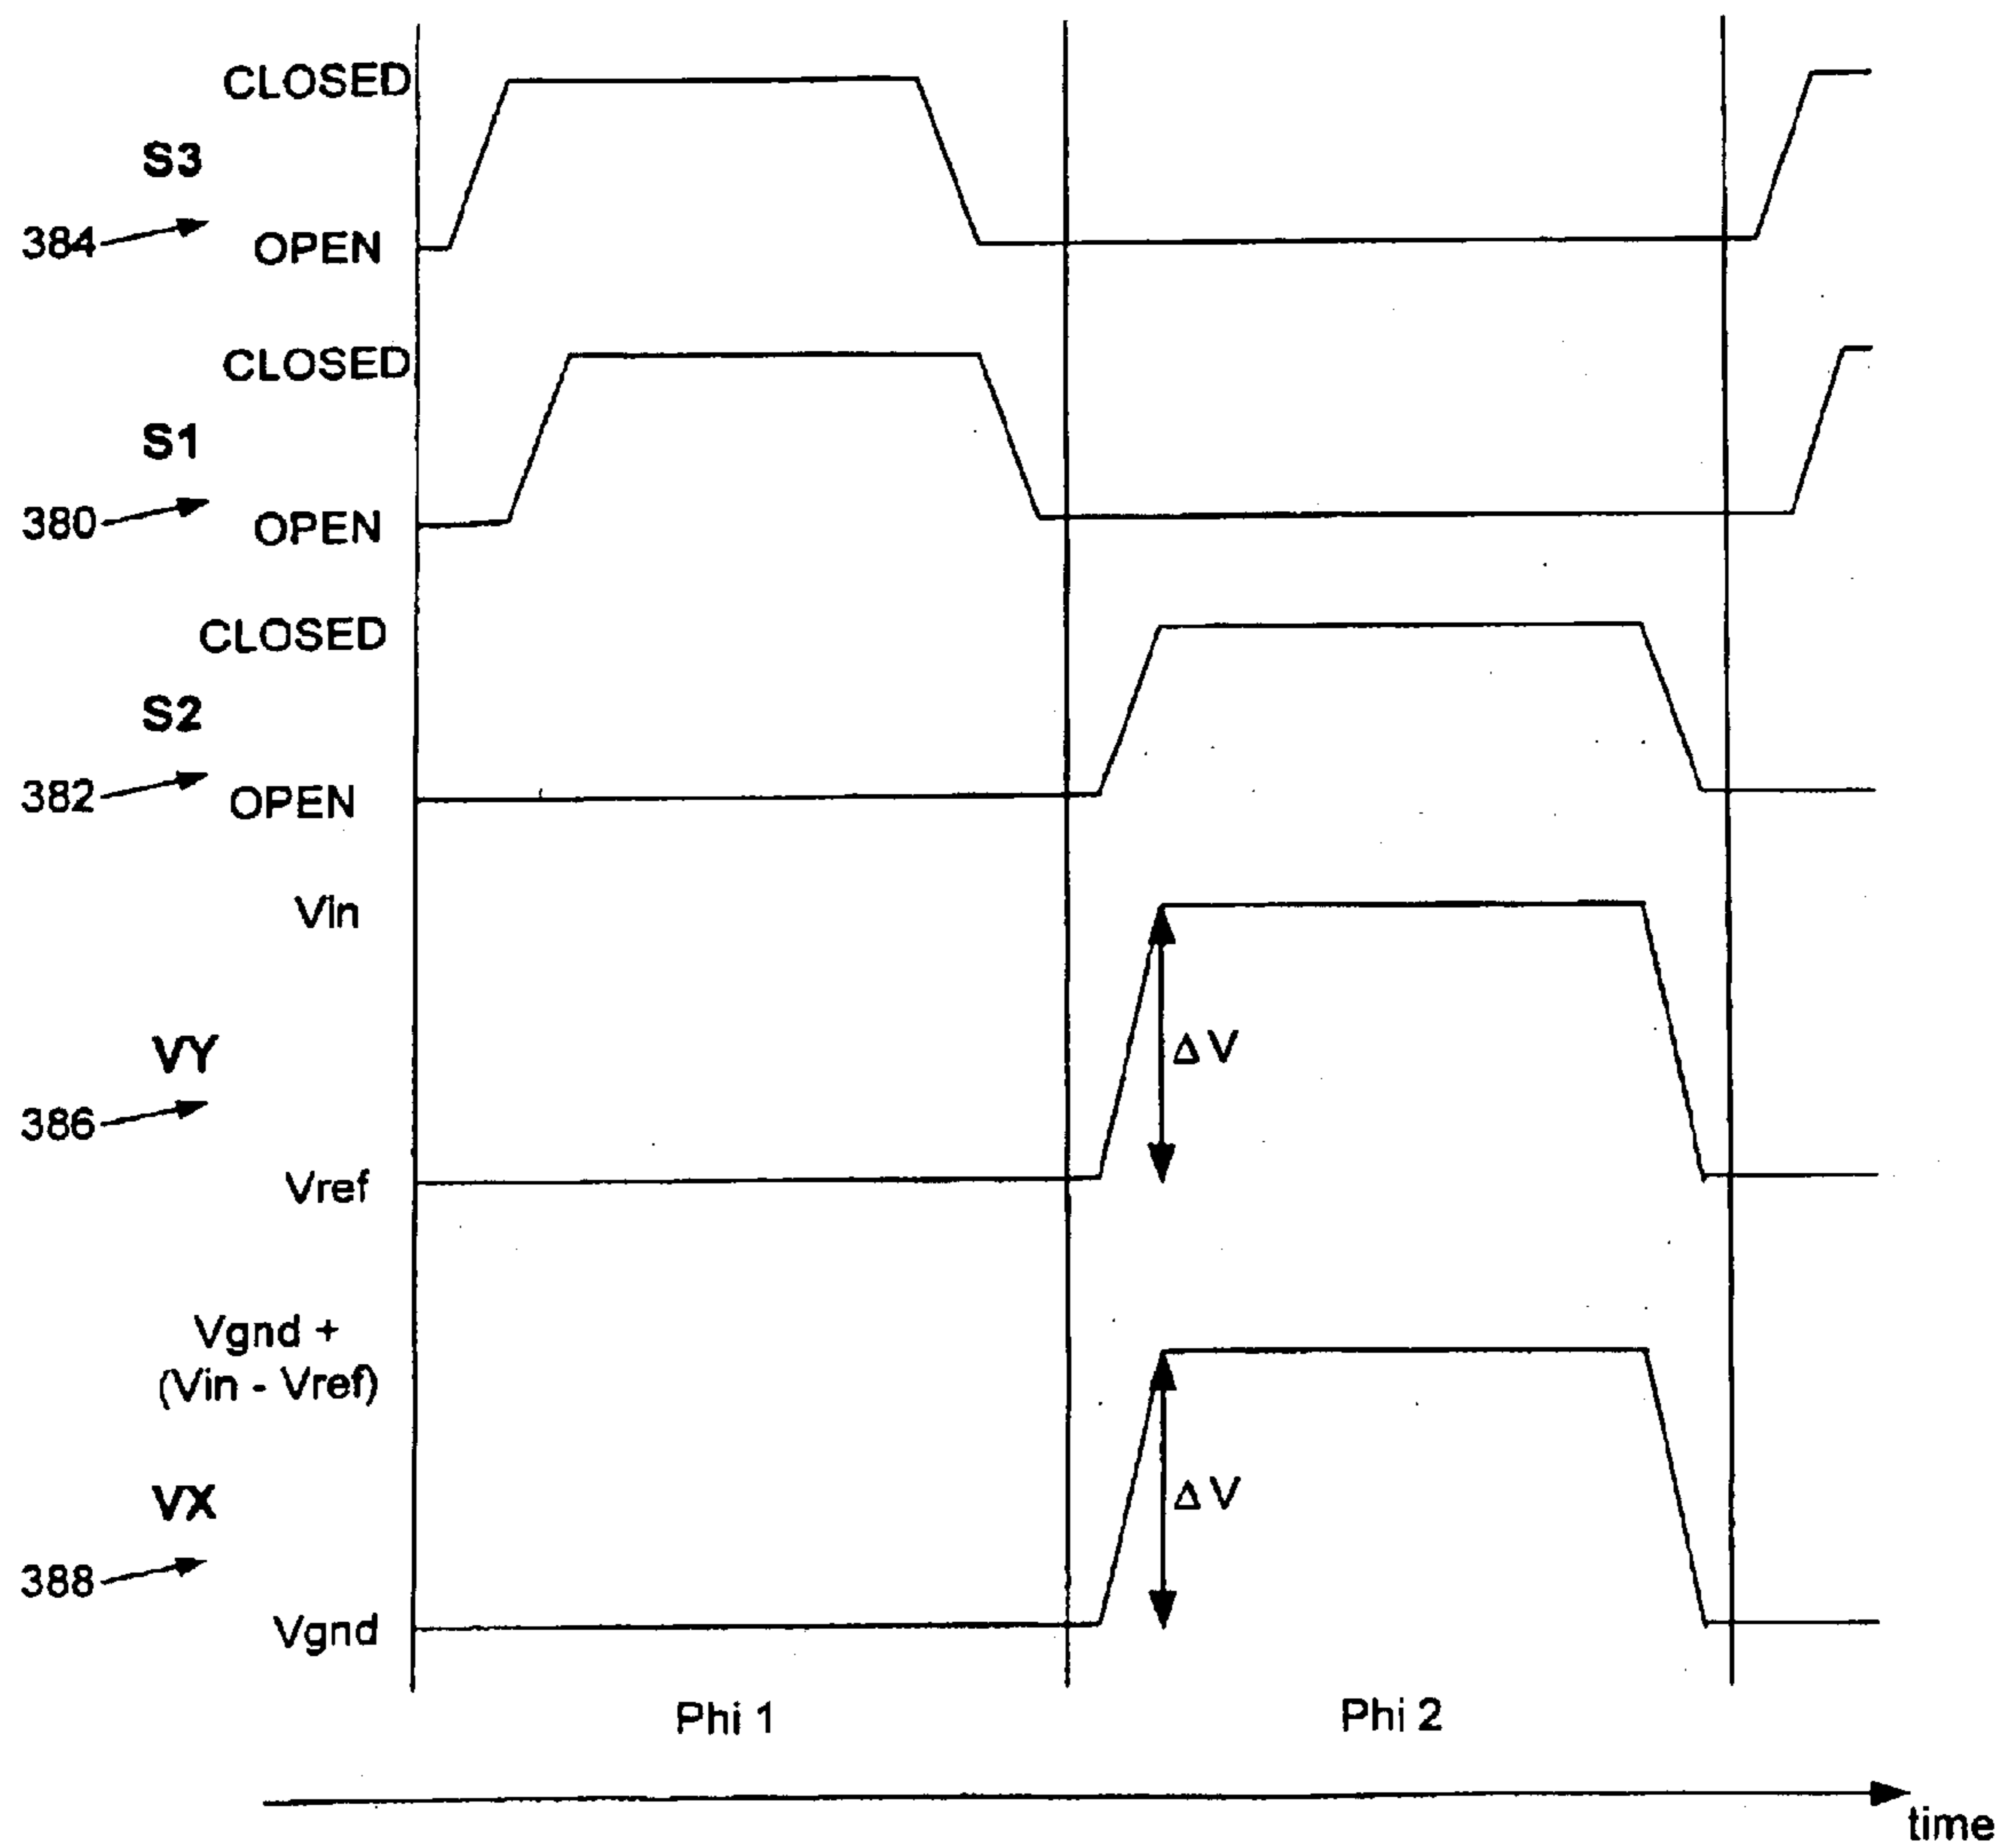 CLOSED
S3
384
OPEN
CLOSED
S1
380
OPEN
CLOSED
S2
382
OPEN
Vin
VY
ΔV
386
Vref
Vgnd +
(Vin - Vref)
VX
ΔV
388
Vgnd
Phi 1
Phi 2
time